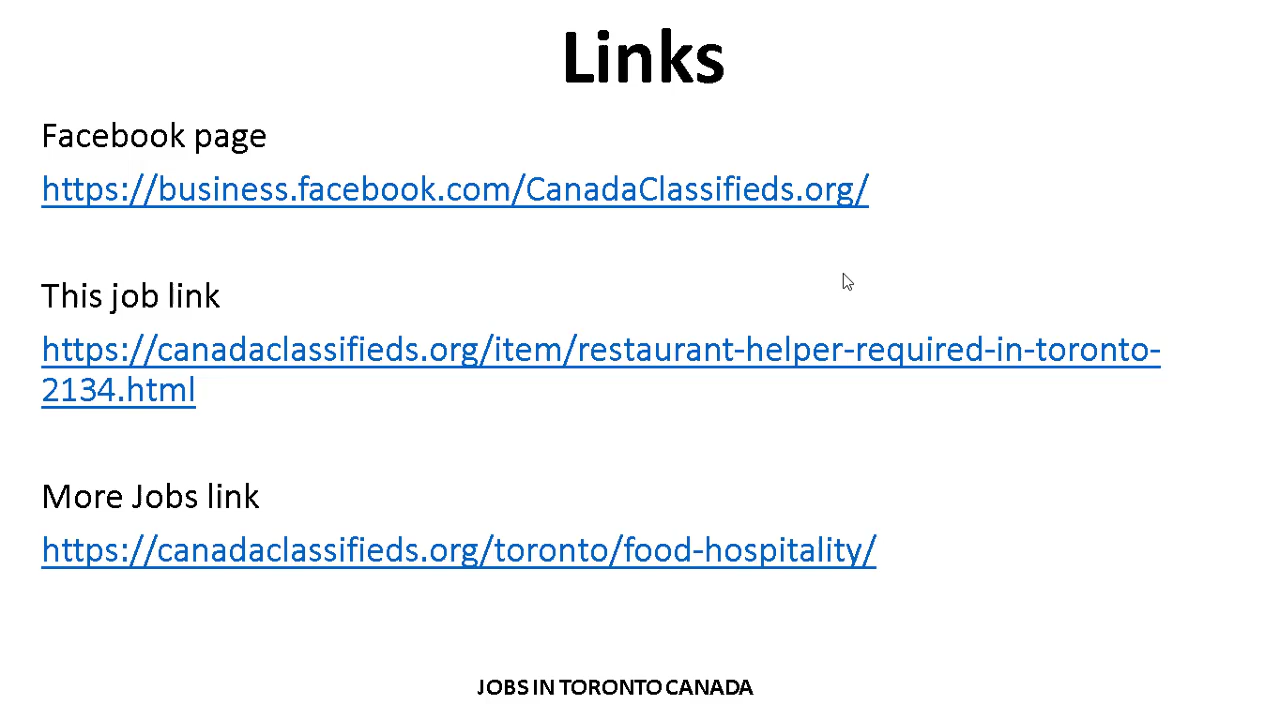 Links
Facebook page
https://business.facebook.com/CanadaClassifieds.org/
This job link
https://canadaclassifieds.org/item/restaurant-helper-required-in-toronto-
2134.html
More Jobs link
https://canadaclassifieds.org/toronto/food-hospitality/
JOBS IN TORONTO CANADA